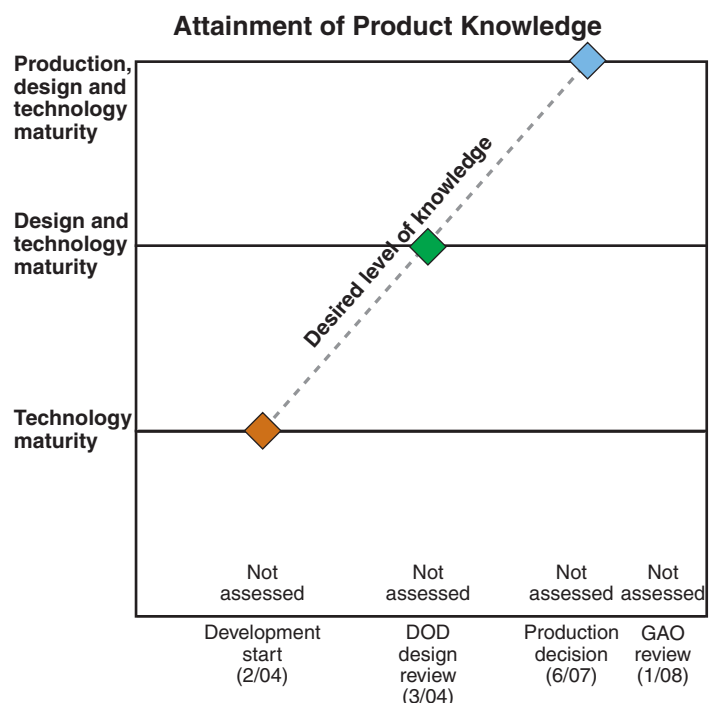 Attainment of Product Knowledge
Production,
design and
technology
maturity
Design and
technology
maturity
Technology
maturity
Desired level of knowledge
Not
assessed
Not
assessed
Not
assessed
Not
assessed
Development
start
(2/04)
DOD
design
review
(3/04)
Production
decision
(6/07)
GAO
review
(1/08)